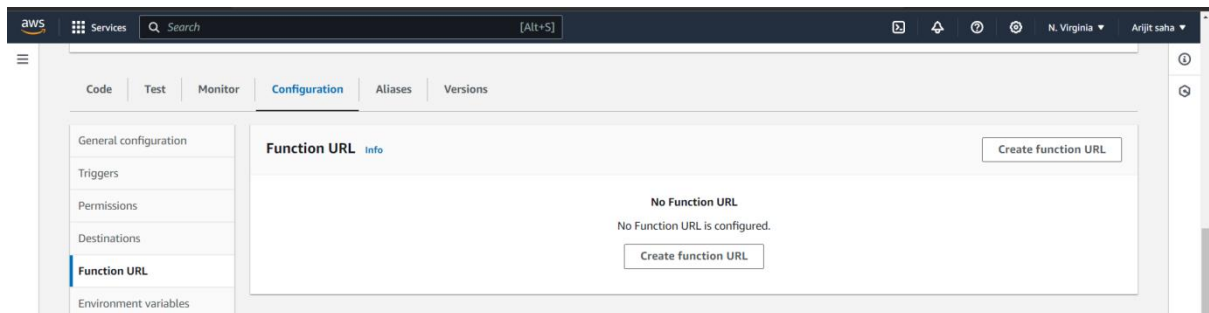 aws Services Search [Alt+S] N. Virginia Arijit saha
Code Test Monitor Configuration Aliases Versions
General configuration
Triggers
Permissions
Destinations
Function URL
Environment variables
Function URL Info Create function URL
No Function URL
No Function URL is configured.
Create function URL